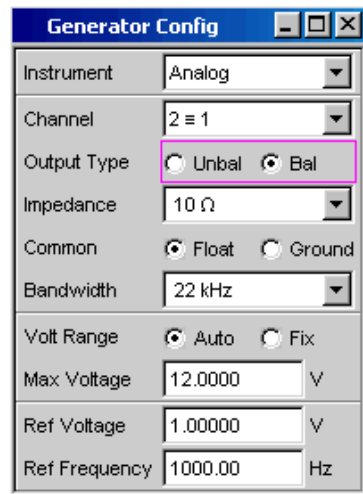 Generator Config
Instrument Analog
Channel 2 ≡ 1
Output Type Unbal Bal
Impedance 10 Ω
Common Float Ground
Bandwidth 22 kHz
Volt Range Auto Fix
Max Voltage 12.0000 V
Ref Voltage 1.00000 V
Ref Frequency 1000.00 Hz